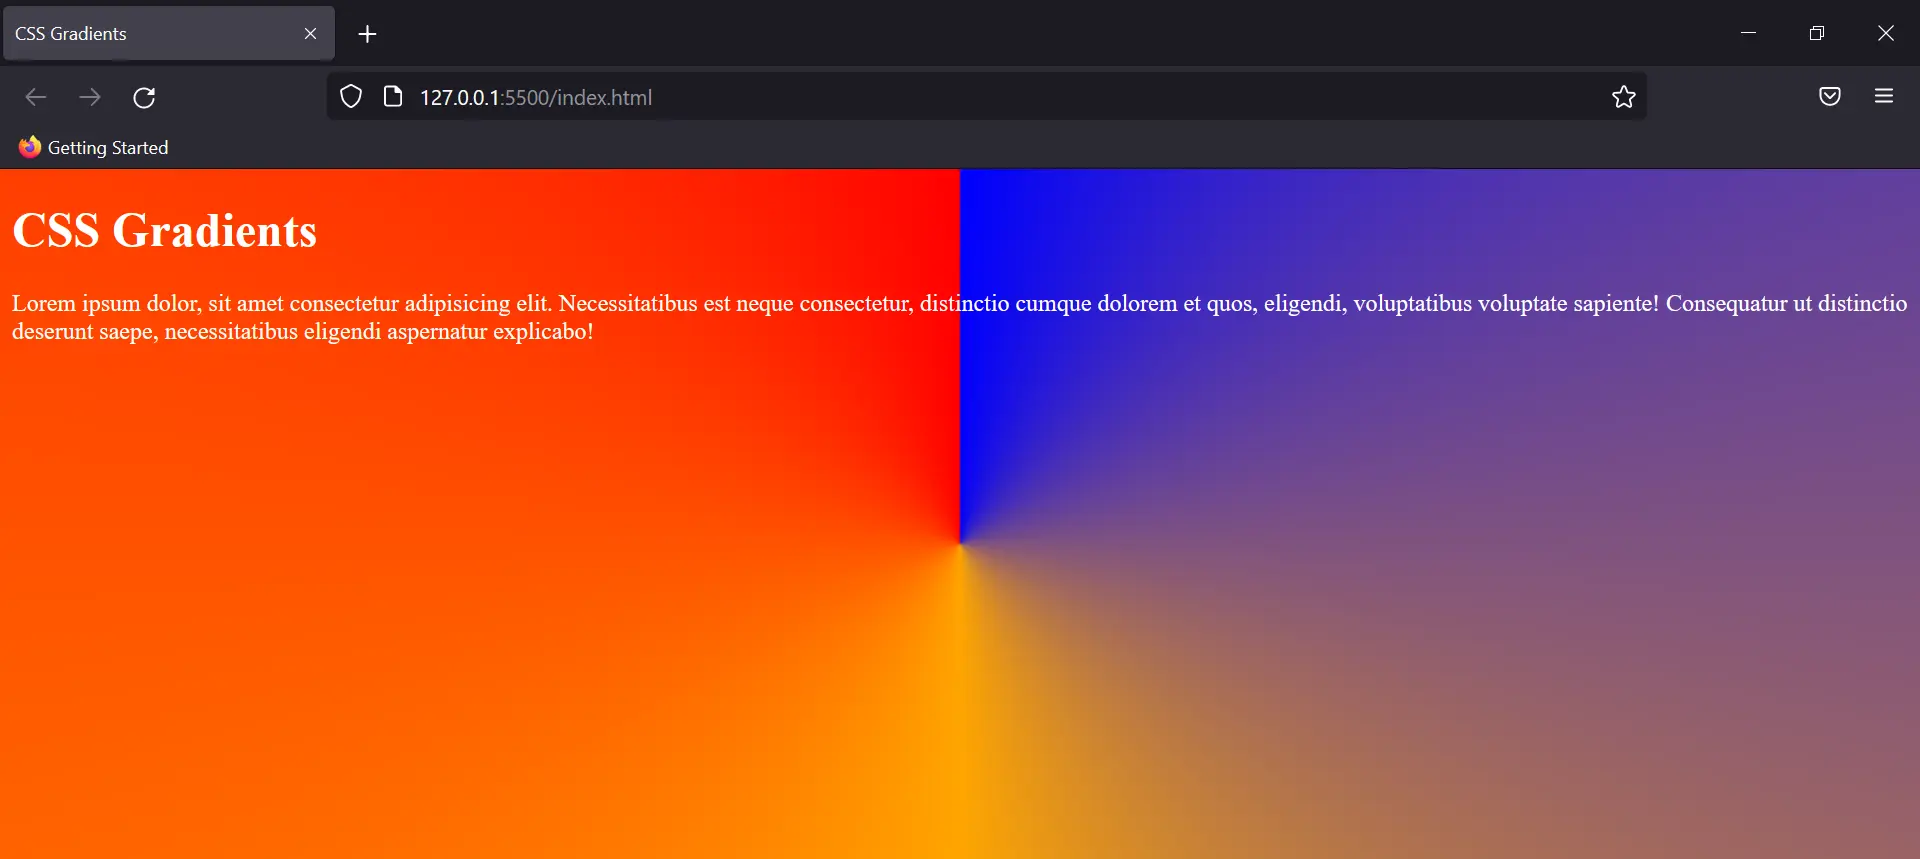 CSS Gradients
127.0.0.1:5500/index.html
Getting Started
CSS Gradients
Lorem ipsum dolor, sit amet consectetur adipisicing elit. Necessitatibus est neque consectetur, distinctio cumque dolorem et quos, eligendi, voluptatibus voluptate sapiente! Consequatur ut distinctio
deserunt saepe, necessitatibus eligendi aspernatur explicabo!